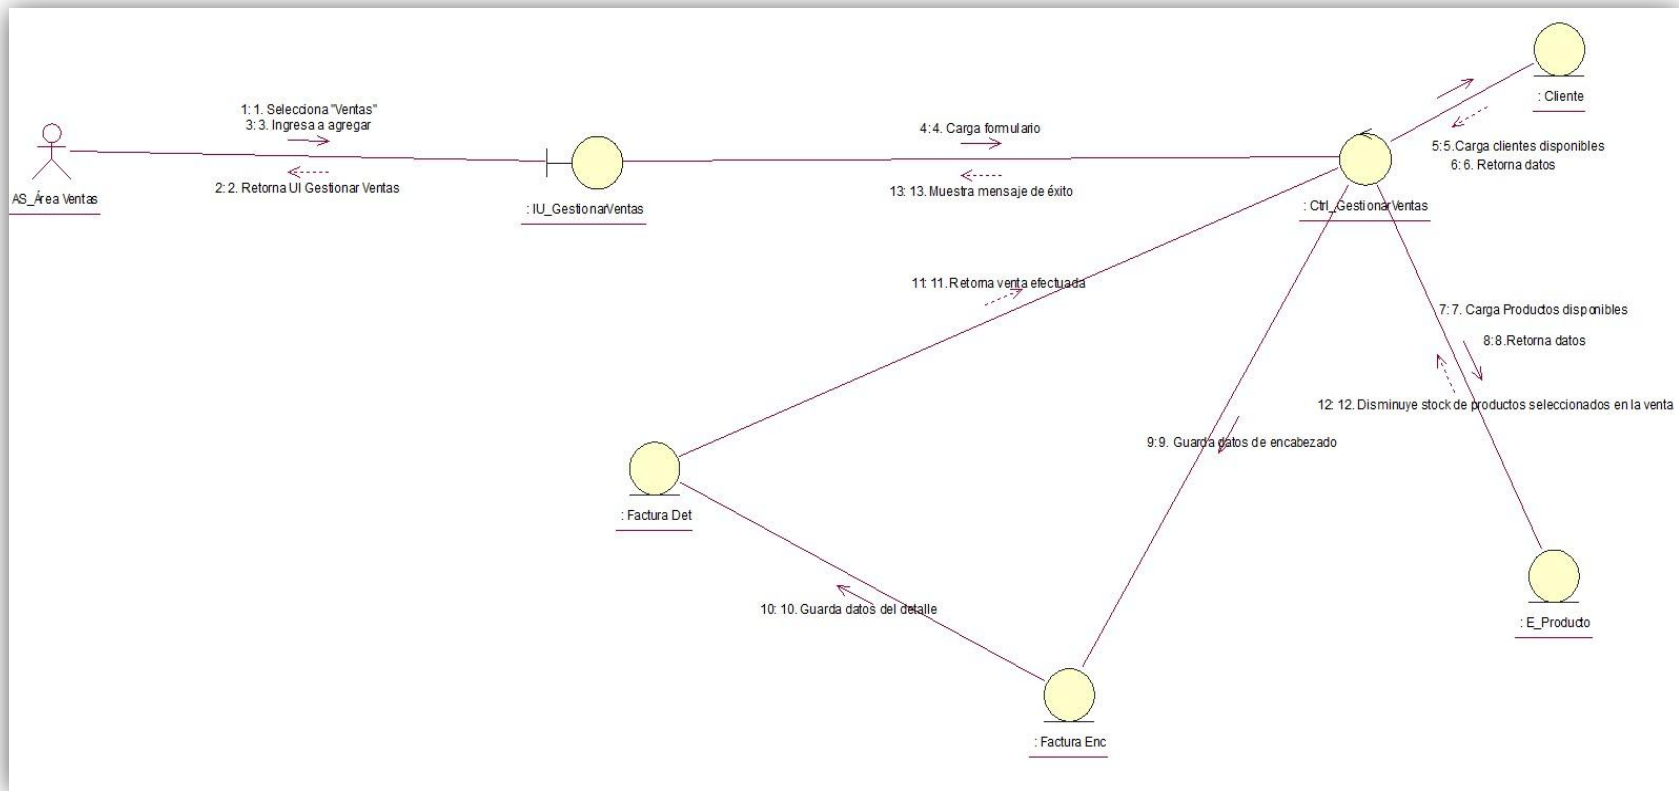 : Cliente
1: 1. Selecciona "Ventas"
3: 3. Ingresa a agregar
4:4. Carga formulario
5:5.Carga clientes disponibles
6: 6. Retorna datos
2: 2. Retorna UI Gestionar Ventas
13: 13. Muestra mensaje de éxito
AS_Área Ventas
: IU_GestionarVentas
: Ctrl_GestionarVentas
11: 11. Retorna venta efectuada
7:7. Carga Productos disponibles
8:8.Retorna datos
12: 12. Disminuye stock de productos seleccionados en la venta
9:9. Guarda datos de encabezado
: Factura Det
10: 10. Guarda datos del detalle
: E_Producto
: Factura Enc